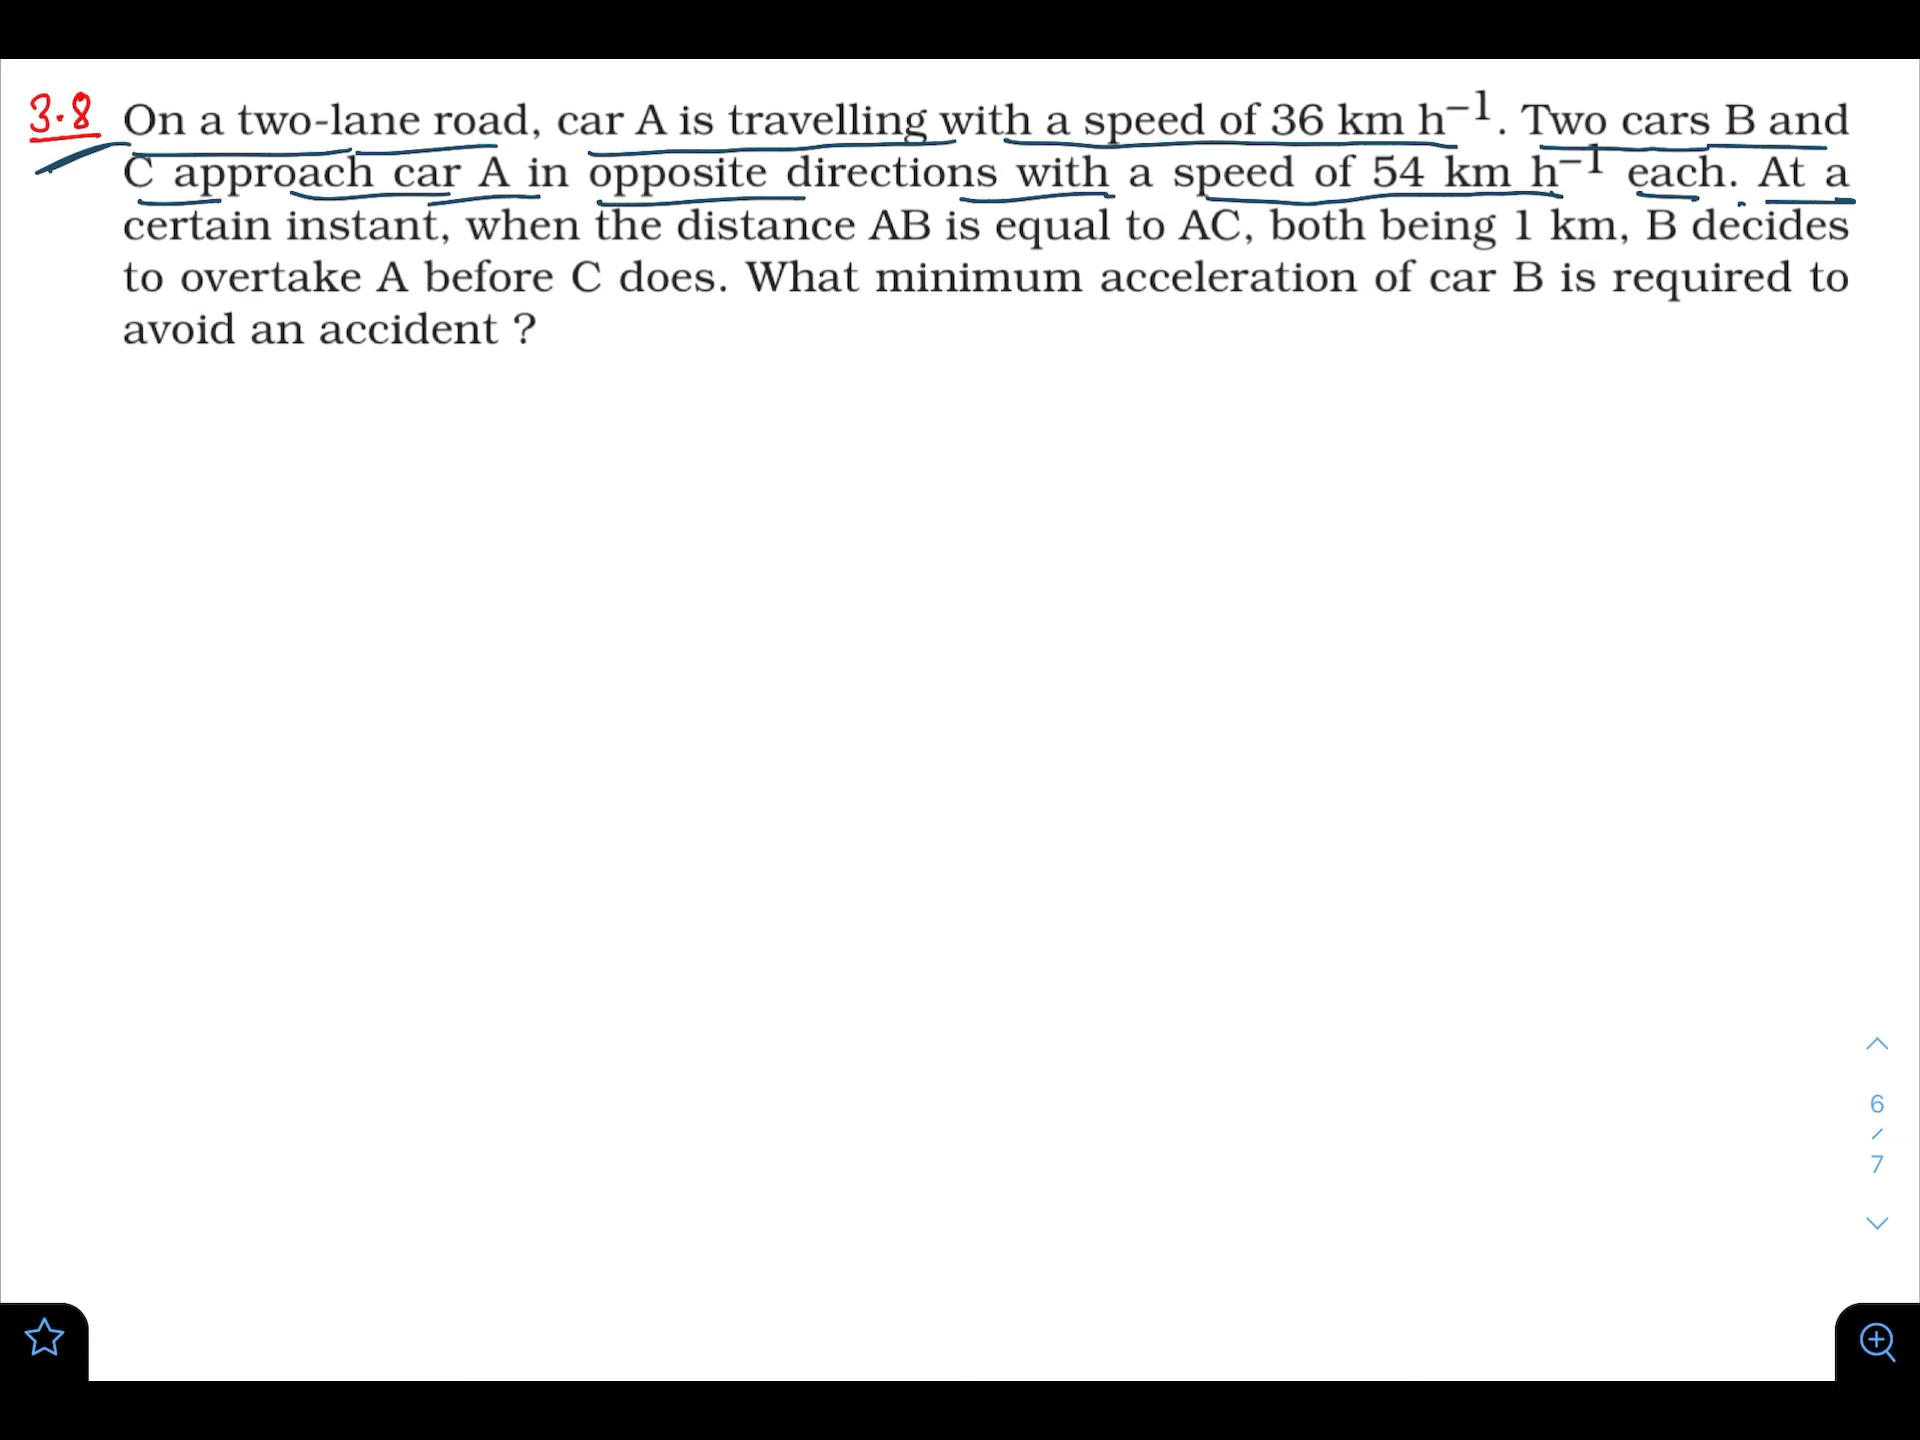 3.8 On a two-lane road, car A is travelling with a speed of 36 km h⁻¹. Two cars B and
C approach car A in opposite directions with a speed of 54 km h⁻¹ each. At a
certain instant, when the distance AB is equal to AC, both being 1 km, B decides
to overtake A before C does. What minimum acceleration of car B is required to
avoid an accident ?
6
/
7